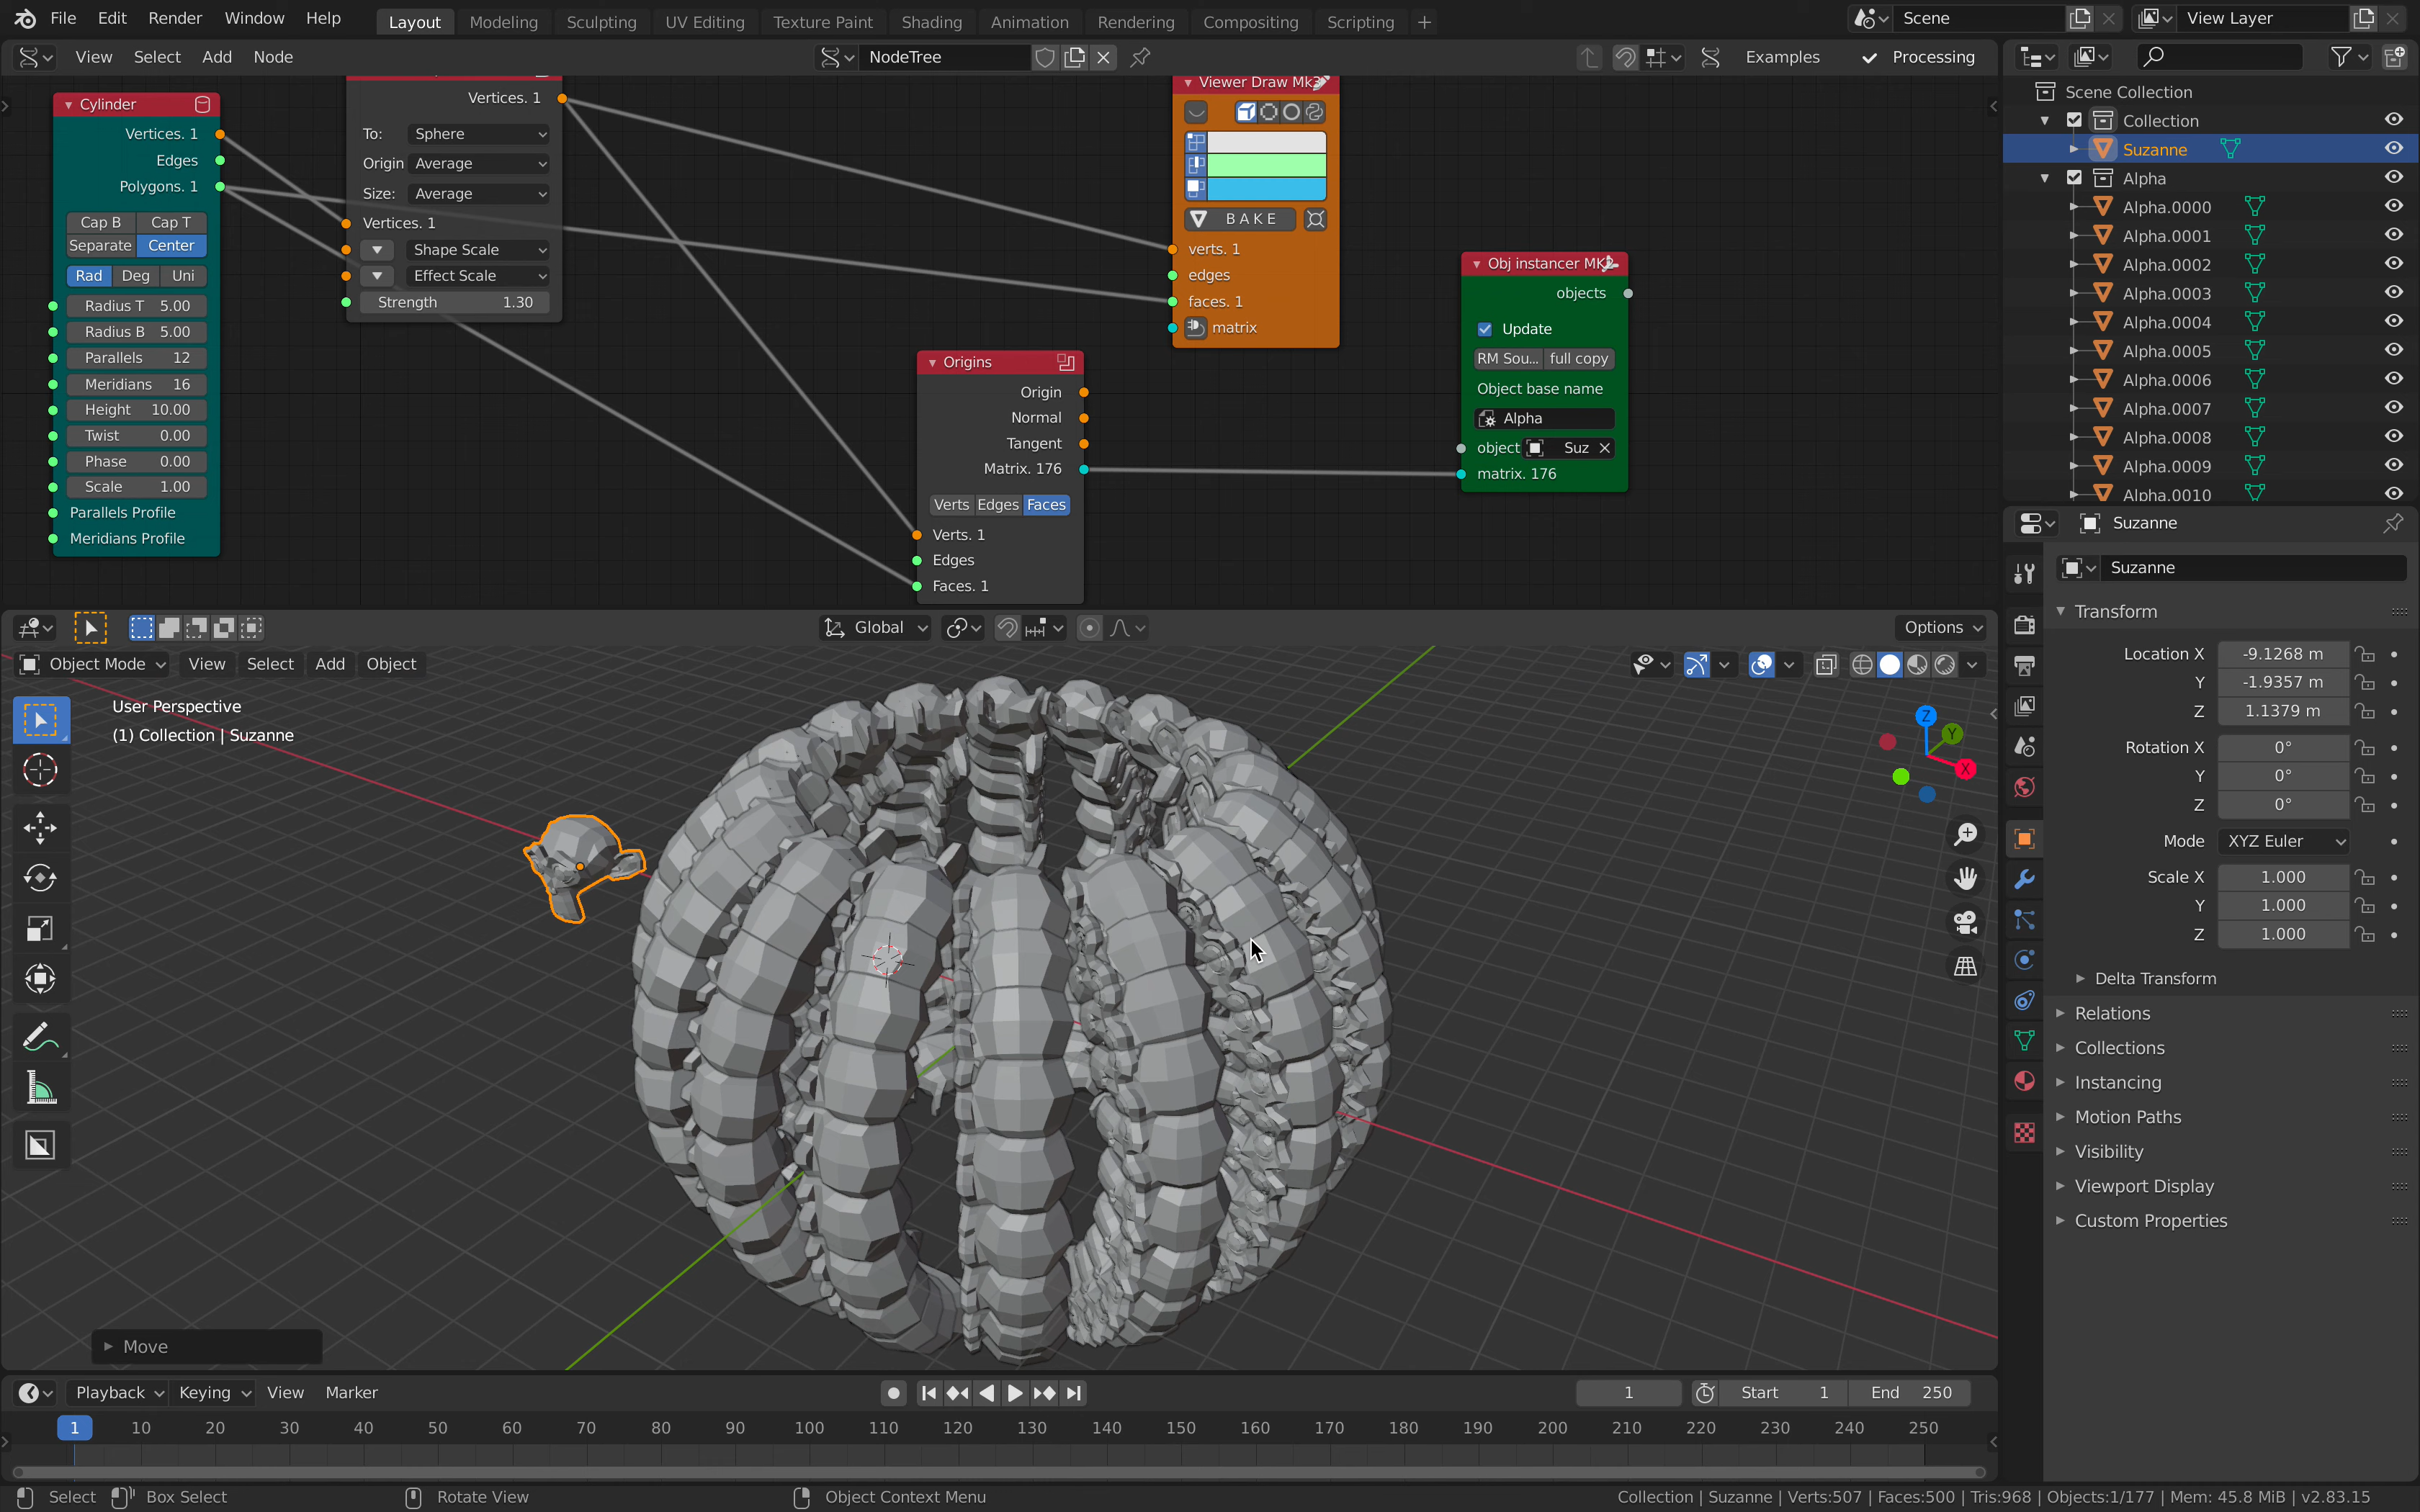 File Edit Render Window Help Layout Modeling Sculpting UV Editing Texture Paint Shading Animation Rendering Compositing Scripting + Scene View Layer
View Select Add Node NodeTree Examples Processing
Cylinder
Vertices. 1
Edges
Polygons. 1
Cap B Cap T
Separate Center
Rad Deg Uni
Radius T 5.00
Radius B 5.00
Parallels 12
Meridians 16
Height 10.00
Twist 0.00
Phase 0.00
Scale 1.00
Parallels Profile
Meridians Profile
Vertices. 1
To: Sphere
Origin Average
Size: Average
Vertices. 1
Shape Scale
Effect Scale
Strength 1.30
Origins
Origin
Normal
Tangent
Matrix. 176
Verts Edges Faces
Verts. 1
Edges
Faces. 1
Viewer Draw Mk3
B A K E
verts. 1
edges
faces. 1
matrix
Obj instancer MK2
objects
Update
RM Sou... full copy
Object base name
Alpha
object Suz
matrix. 176
Scene Collection
Collection
Suzanne
Alpha
Alpha.0000
Alpha.0001
Alpha.0002
Alpha.0003
Alpha.0004
Alpha.0005
Alpha.0006
Alpha.0007
Alpha.0008
Alpha.0009
Alpha.0010
Suzanne
Suzanne
Transform
Location X -9.1268 m
Y -1.9357 m
Z 1.1379 m
Rotation X 0°
Y 0°
Z 0°
Mode XYZ Euler
Scale X 1.000
Y 1.000
Z 1.000
Delta Transform
Relations
Collections
Instancing
Motion Paths
Visibility
Viewport Display
Custom Properties
Global Options
Object Mode View Select Add Object
User Perspective
(1) Collection | Suzanne
Z
Y
X
Move
Playback Keying View Marker 1 Start 1 End 250
1 10 20 30 40 50 60 70 80 90 100 110 120 130 140 150 160 170 180 190 200 210 220 230 240 250
Select Box Select Rotate View Object Context Menu Collection | Suzanne | Verts:507 | Faces:500 | Tris:968 | Objects:1/177 | Mem: 45.8 MiB | v2.83.15